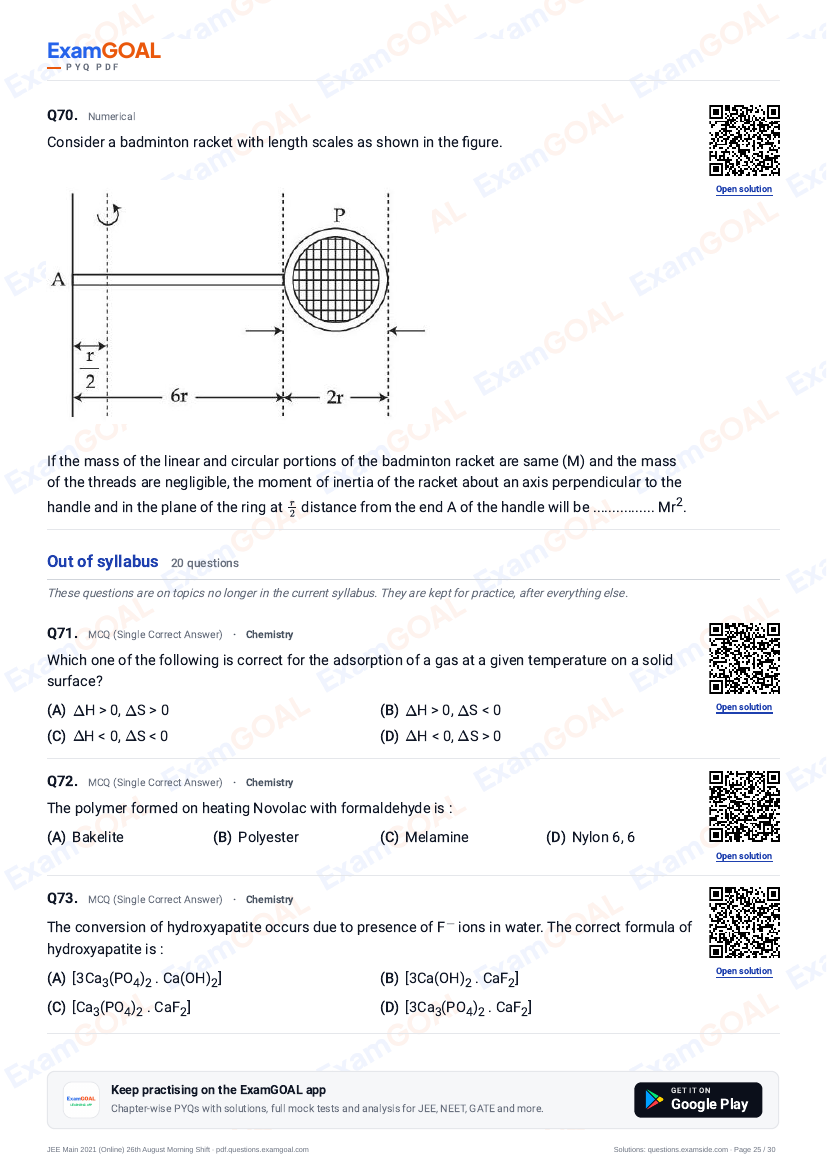 ExamGOAL
PYQ PDF
Q70. Numerical
Consider a badminton racket with length scales as shown in the figure.
Open solution
P
A
r
2
6r
2r
If the mass of the linear and circular portions of the badminton racket are same (M) and the mass
of the threads are negligible, the moment of inertia of the racket about an axis perpendicular to the
handle and in the plane of the ring at r/2 distance from the end A of the handle will be ................ Mr².
Out of syllabus 20 questions
These questions are on topics no longer in the current syllabus. They are kept for practice, after everything else.
Q71. MCQ (Single Correct Answer) · Chemistry
Which one of the following is correct for the adsorption of a gas at a given temperature on a solid
surface?
Open solution
(A) ΔH > 0, ΔS > 0 (B) ΔH > 0, ΔS < 0
(C) ΔH < 0, ΔS < 0 (D) ΔH < 0, ΔS > 0
Q72. MCQ (Single Correct Answer) · Chemistry
The polymer formed on heating Novolac with formaldehyde is :
(A) Bakelite (B) Polyester (C) Melamine (D) Nylon 6, 6
Open solution
Q73. MCQ (Single Correct Answer) · Chemistry
The conversion of hydroxyapatite occurs due to presence of F⁻ ions in water. The correct formula of
hydroxyapatite is :
Open solution
(A) [3Ca₃(PO₄)₂ . Ca(OH)₂] (B) [3Ca(OH)₂ . CaF₂]
(C) [Ca₃(PO₄)₂ . CaF₂] (D) [3Ca₃(PO₄)₂ . CaF₂]
ExamGOAL
Keep practising on the ExamGOAL app
Chapter-wise PYQs with solutions, full mock tests and analysis for JEE, NEET, GATE and more.
GET IT ON
Google Play
JEE Main 2021 (Online) 26th August Morning Shift · pdf.questions.examgoal.com
Solutions: questions.examside.com · Page 25 / 30